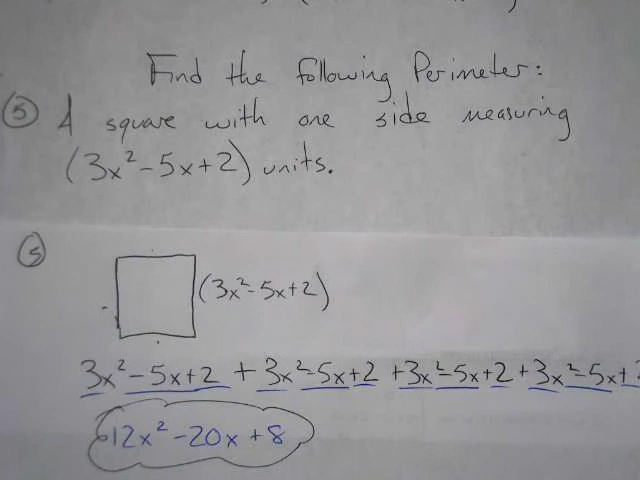 Find the following Perimeter:
⑤ A square with one side measuring
(3x²-5x+2) units.
⑤
(3x²-5x+2)
3x²-5x+2 + 3x²-5x+2 +3x²-5x+2+3x²-5x+
12x²-20x+8